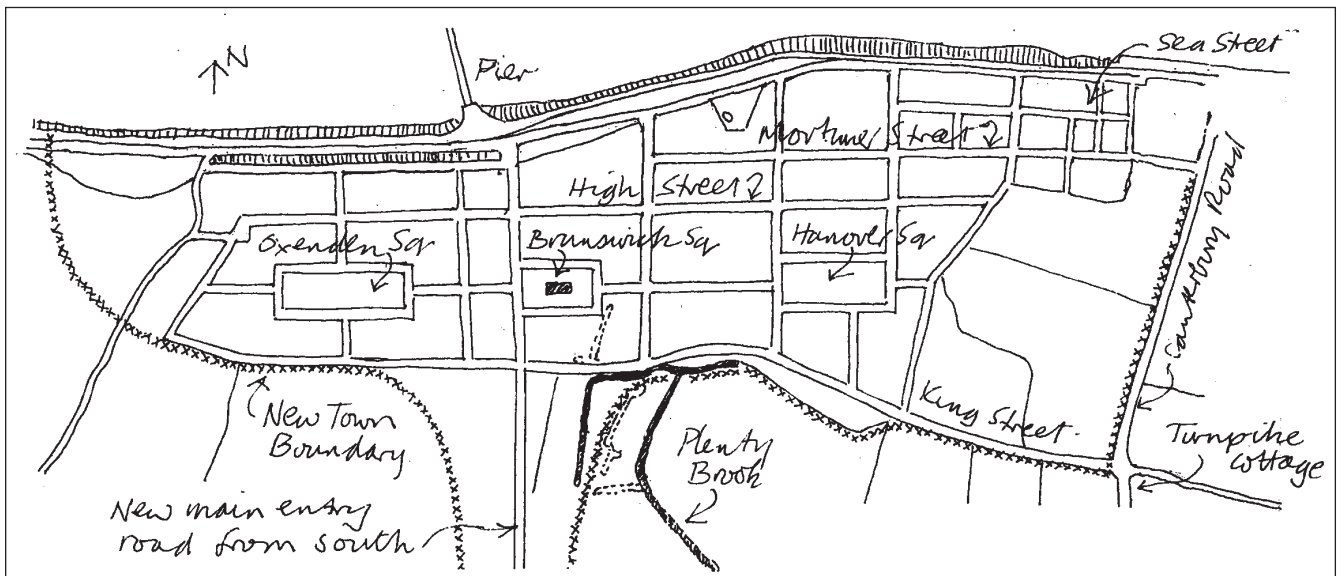 N
Pier
Sea Street
Mortimer Street
High Street
Oxenden Sq
Brunswick Sq
Hanover Sq
Canterbury Road
New Town
Boundary
King Street
Plenty
Brook
Turnpike
Cottage
New main entry
road from south